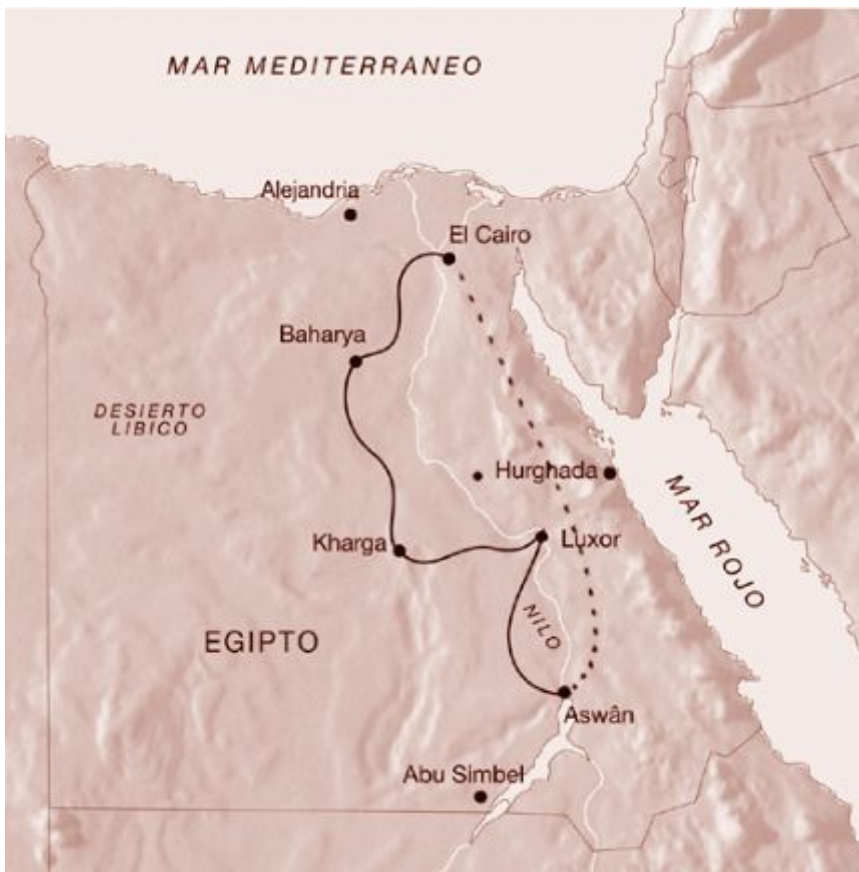 MAR MEDITERRANEO
Alejandria
El Cairo
Baharya
DESIERTO
LIBICO
Hurghada
MAR ROJO
Kharga
Luxor
NILO
EGIPTO
Aswân
Abu Simbel